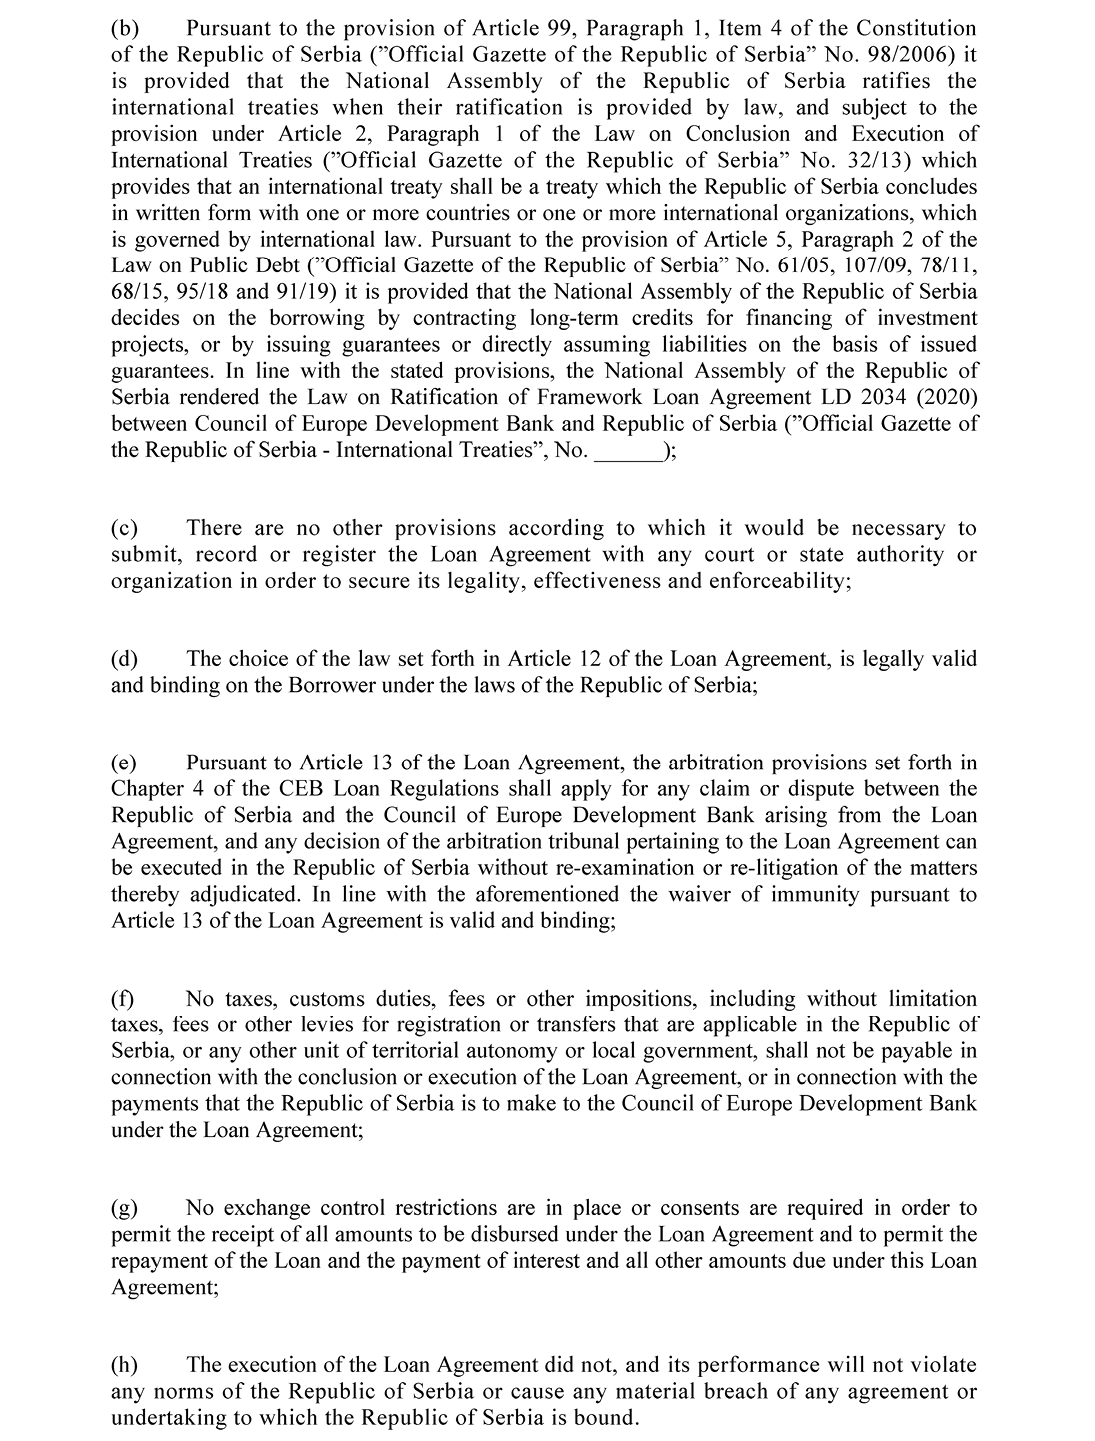 (b) Pursuant to the provision of Article 99, Paragraph 1, Item 4 of the Constitution
of the Republic of Serbia (”Official Gazette of the Republic of Serbia” No. 98/2006) it
is provided that the National Assembly of the Republic of Serbia ratifies the
international treaties when their ratification is provided by law, and subject to the
provision under Article 2, Paragraph 1 of the Law on Conclusion and Execution of
International Treaties (”Official Gazette of the Republic of Serbia” No. 32/13) which
provides that an international treaty shall be a treaty which the Republic of Serbia concludes
in written form with one or more countries or one or more international organizations, which
is governed by international law. Pursuant to the provision of Article 5, Paragraph 2 of the
Law on Public Debt (”Official Gazette of the Republic of Serbia” No. 61/05, 107/09, 78/11,
68/15, 95/18 and 91/19) it is provided that the National Assembly of the Republic of Serbia
decides on the borrowing by contracting long-term credits for financing of investment
projects, or by issuing guarantees or directly assuming liabilities on the basis of issued
guarantees. In line with the stated provisions, the National Assembly of the Republic of
Serbia rendered the Law on Ratification of Framework Loan Agreement LD 2034 (2020)
between Council of Europe Development Bank and Republic of Serbia (”Official Gazette of
the Republic of Serbia - International Treaties”, No. ______);
(c) There are no other provisions according to which it would be necessary to
submit, record or register the Loan Agreement with any court or state authority or
organization in order to secure its legality, effectiveness and enforceability;
(d) The choice of the law set forth in Article 12 of the Loan Agreement, is legally valid
and binding on the Borrower under the laws of the Republic of Serbia;
(e) Pursuant to Article 13 of the Loan Agreement, the arbitration provisions set forth in
Chapter 4 of the CEB Loan Regulations shall apply for any claim or dispute between the
Republic of Serbia and the Council of Europe Development Bank arising from the Loan
Agreement, and any decision of the arbitration tribunal pertaining to the Loan Agreement can
be executed in the Republic of Serbia without re-examination or re-litigation of the matters
thereby adjudicated. In line with the aforementioned the waiver of immunity pursuant to
Article 13 of the Loan Agreement is valid and binding;
(f) No taxes, customs duties, fees or other impositions, including without limitation
taxes, fees or other levies for registration or transfers that are applicable in the Republic of
Serbia, or any other unit of territorial autonomy or local government, shall not be payable in
connection with the conclusion or execution of the Loan Agreement, or in connection with the
payments that the Republic of Serbia is to make to the Council of Europe Development Bank
under the Loan Agreement;
(g) No exchange control restrictions are in place or consents are required in order to
permit the receipt of all amounts to be disbursed under the Loan Agreement and to permit the
repayment of the Loan and the payment of interest and all other amounts due under this Loan
Agreement;
(h) The execution of the Loan Agreement did not, and its performance will not violate
any norms of the Republic of Serbia or cause any material breach of any agreement or
undertaking to which the Republic of Serbia is bound.